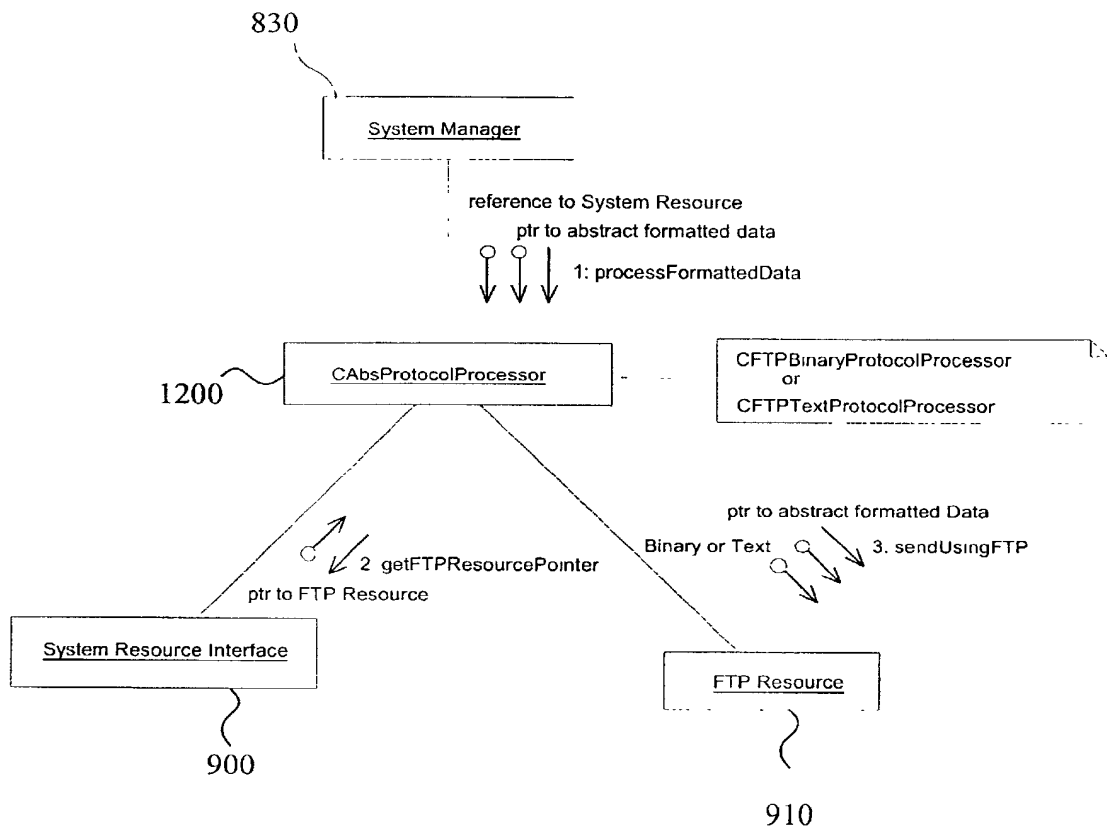 830
System Manager
reference to System Resource
ptr to abstract formatted data
1: processFormattedData
CAbsProtocolProcessor
1200
CFTPBinaryProtocolProcessor
or
CFTPTextProtocolProcessor
ptr to abstract formatted Data
Binary or Text
3. sendUsingFTP
2 getFTPResourcePointer
ptr to FTP Resource
System Resource Interface
FTP Resource
900
910